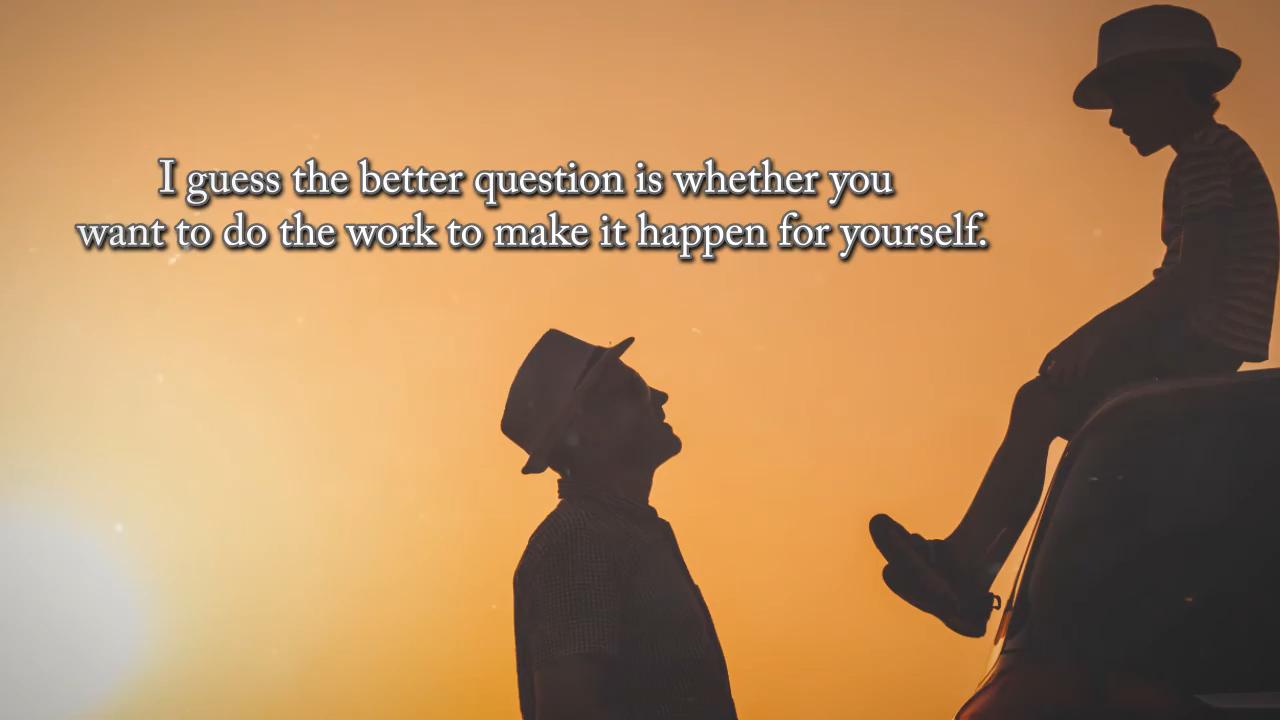 I guess the better question is whether you
want to do the work to make it happen for yourself.